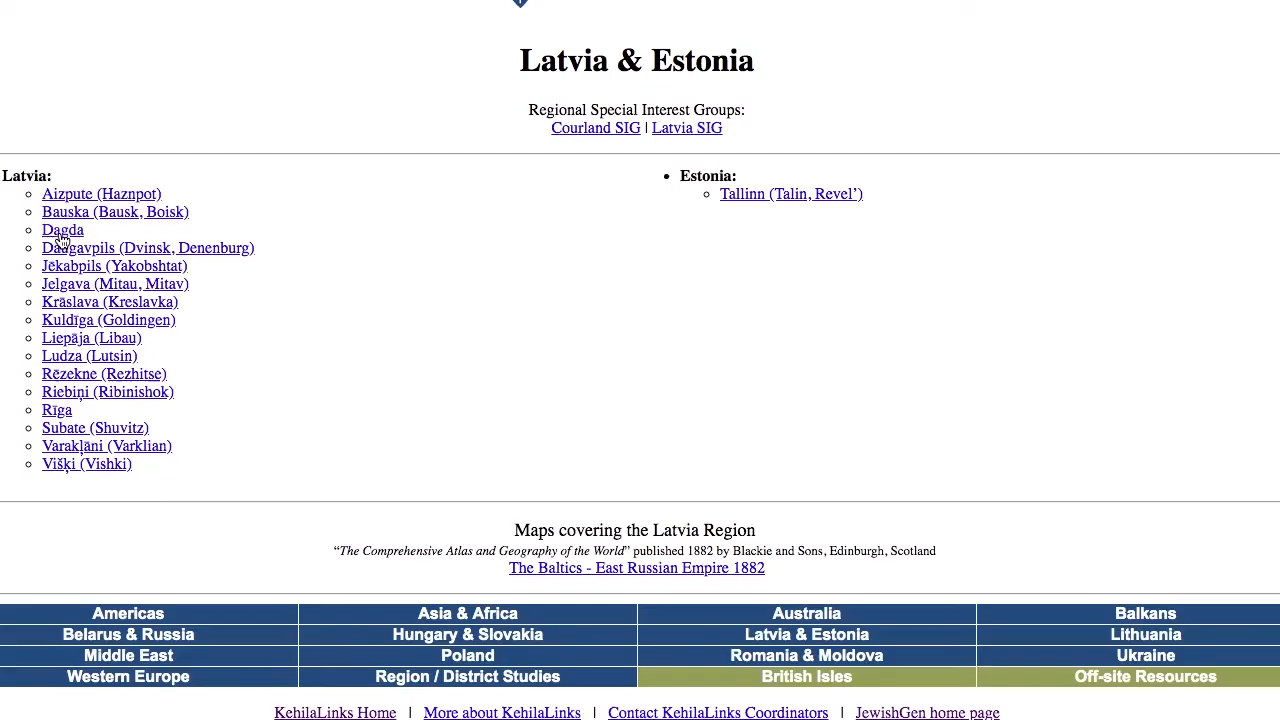 Latvia & Estonia
Regional Special Interest Groups:
Courland SIG | Latvia SIG
Latvia:
Aizpute (Haznpot)
Bauska (Bausk, Boisk)
Dagda
Daugavpils (Dvinsk, Denenburg)
Jēkabpils (Yakobshtat)
Jelgava (Mitau, Mitav)
Krāslava (Kreslavka)
Kuldīga (Goldingen)
Liepāja (Libau)
Ludza (Lutsin)
Rēzekne (Rezhitse)
Riebiņi (Ribinishok)
Rīga
Subate (Shuvitz)
Varakļāni (Varklian)
Višķi (Vishki)
Estonia:
Tallinn (Talin, Revel’)
Maps covering the Latvia Region
“The Comprehensive Atlas and Geography of the World” published 1882 by Blackie and Sons, Edinburgh, Scotland
The Baltics - East Russian Empire 1882
Americas Asia & Africa Australia Balkans
Belarus & Russia Hungary & Slovakia Latvia & Estonia Lithuania
Middle East Poland Romania & Moldova Ukraine
Western Europe Region / District Studies British Isles Off-site Resources
KehilaLinks Home | More about KehilaLinks | Contact KehilaLinks Coordinators | JewishGen home page